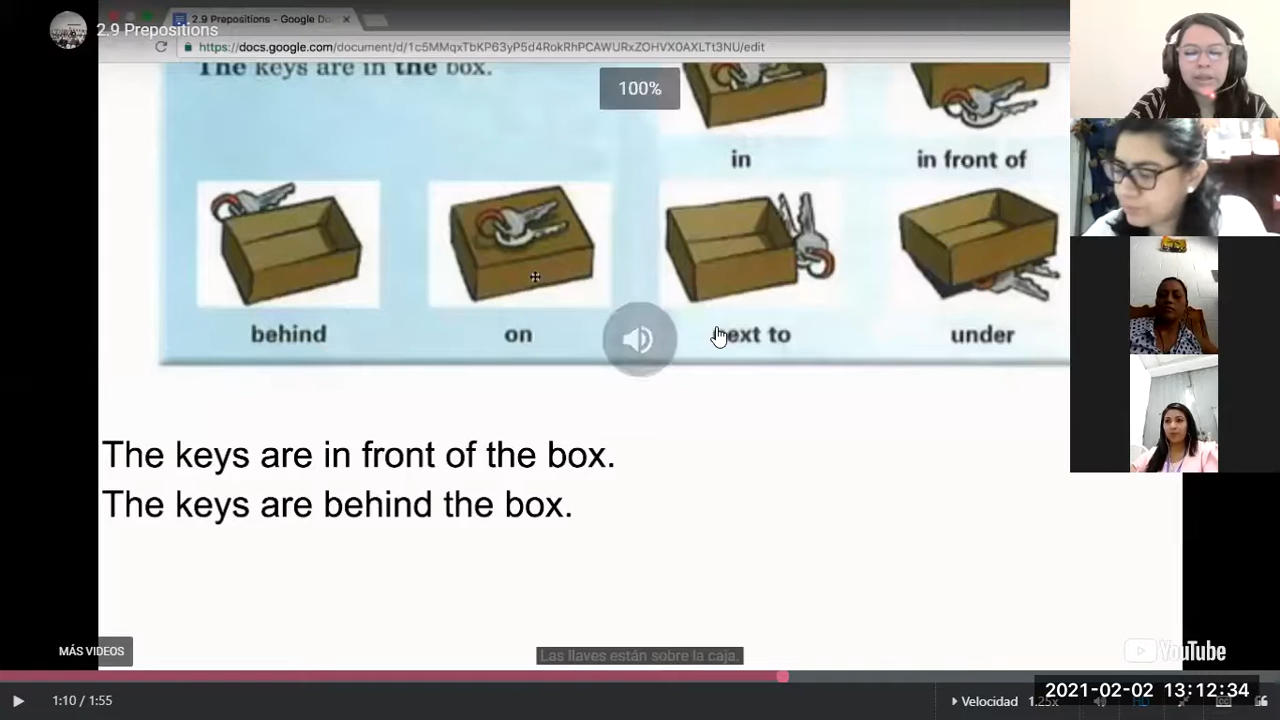 2.9 Prepositions - Google Do
2.9 Prepositions
https://docs.google.com/document/d/1c5MMqxTbKP63yP5d4RokRhPCAWURxZOHVX0AXLTt3NU/edit
The keys are in the box.
100%
in
in front of
behind
on
next to
under
The keys are in front of the box.
The keys are behind the box.
MÁS VIDEOS
Las llaves están sobre la caja.
YouTube
1:10 / 1:55
Velocidad 1.25x
HD
2021-02-02 13:12:34